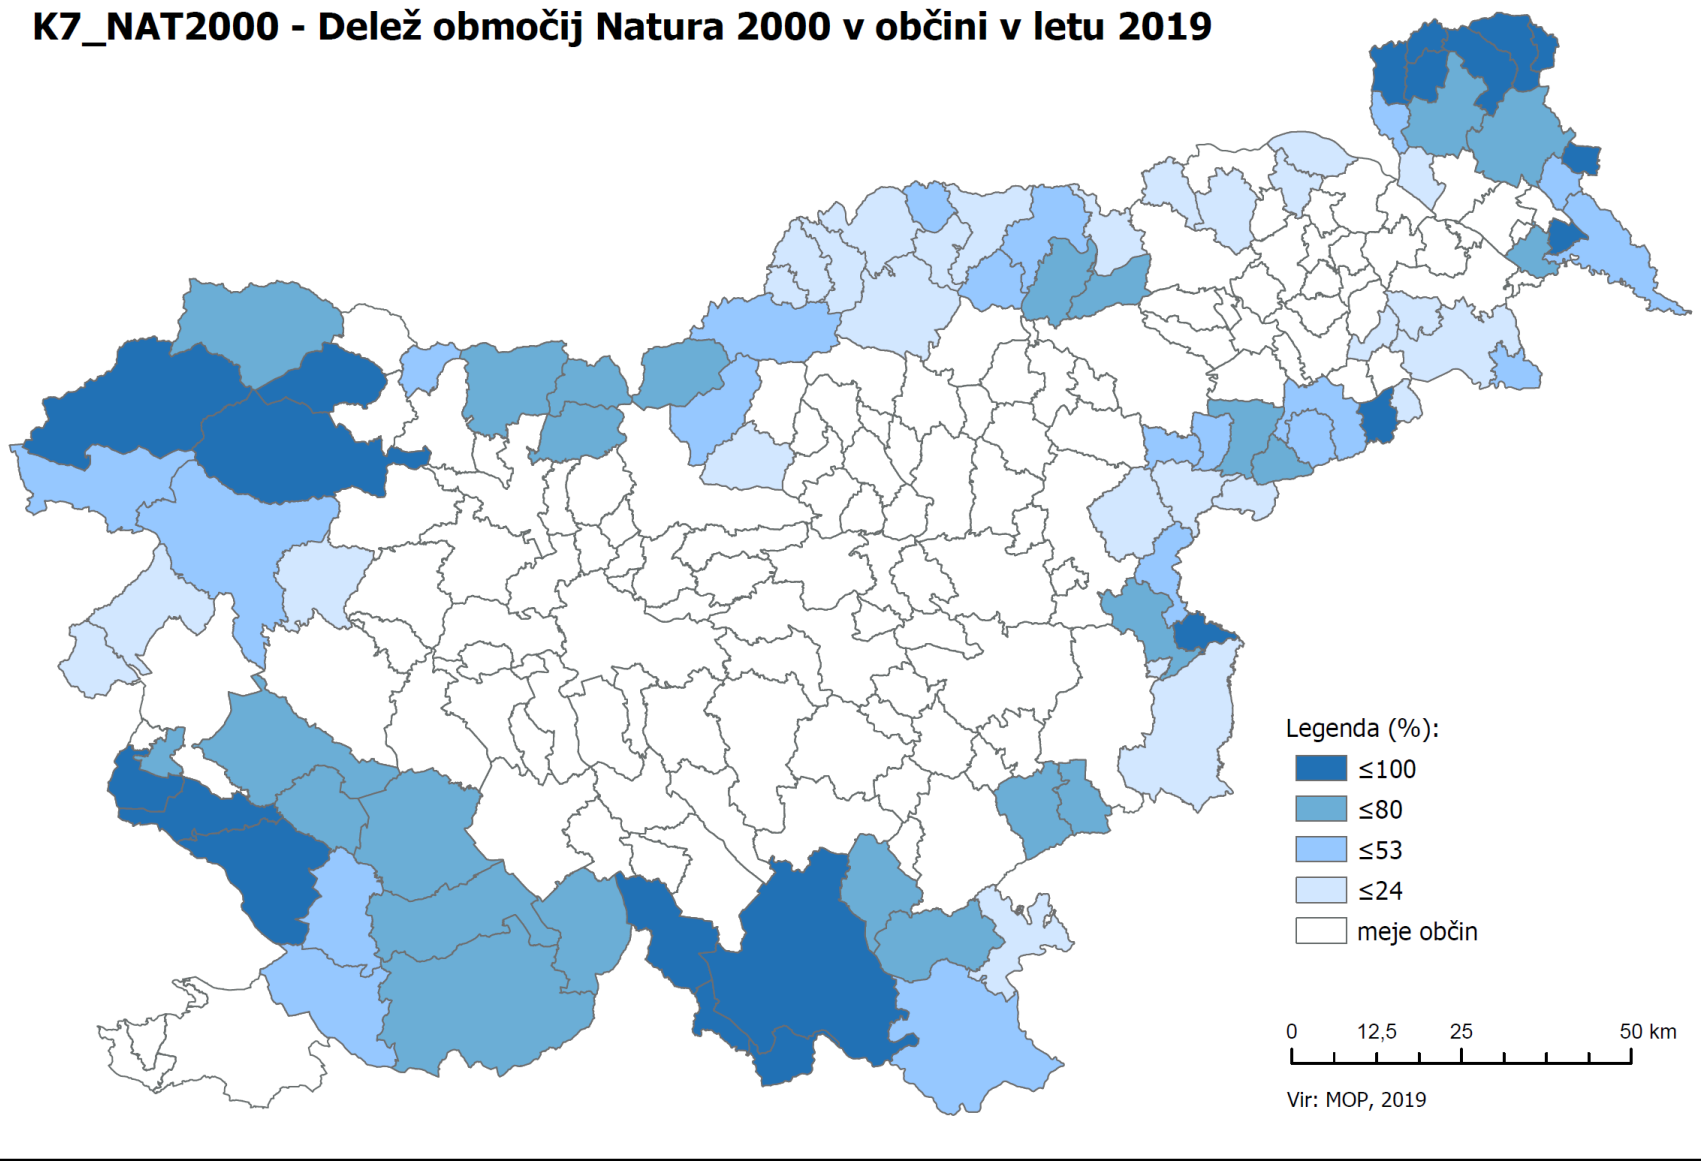 K7_NAT2000 - Delež območij Natura 2000 v občini v letu 2019
Legenda (%):
≤100
≤80
≤53
≤24
meje občin
0 12,5 25 50 km
Vir: MOP, 2019